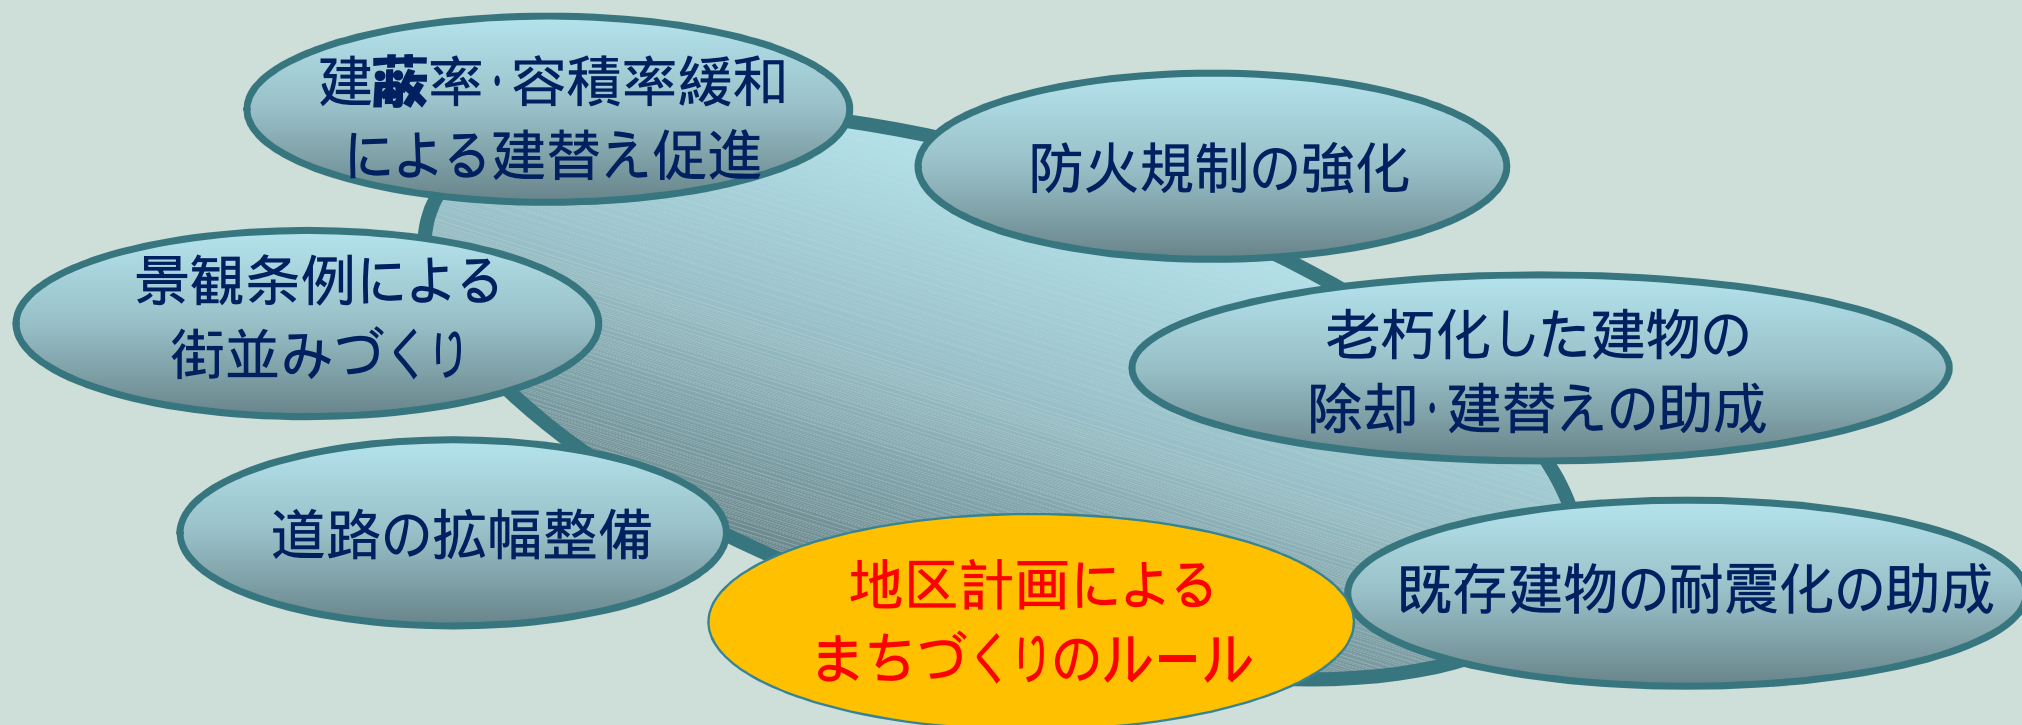 建蔽率･容積率緩和
による建替え促進
防火規制の強化
景観条例による
街並みづくり
老朽化した建物の
除却･建替えの助成
道路の拡幅整備
地区計画による
まちづくりのルール
既存建物の耐震化の助成